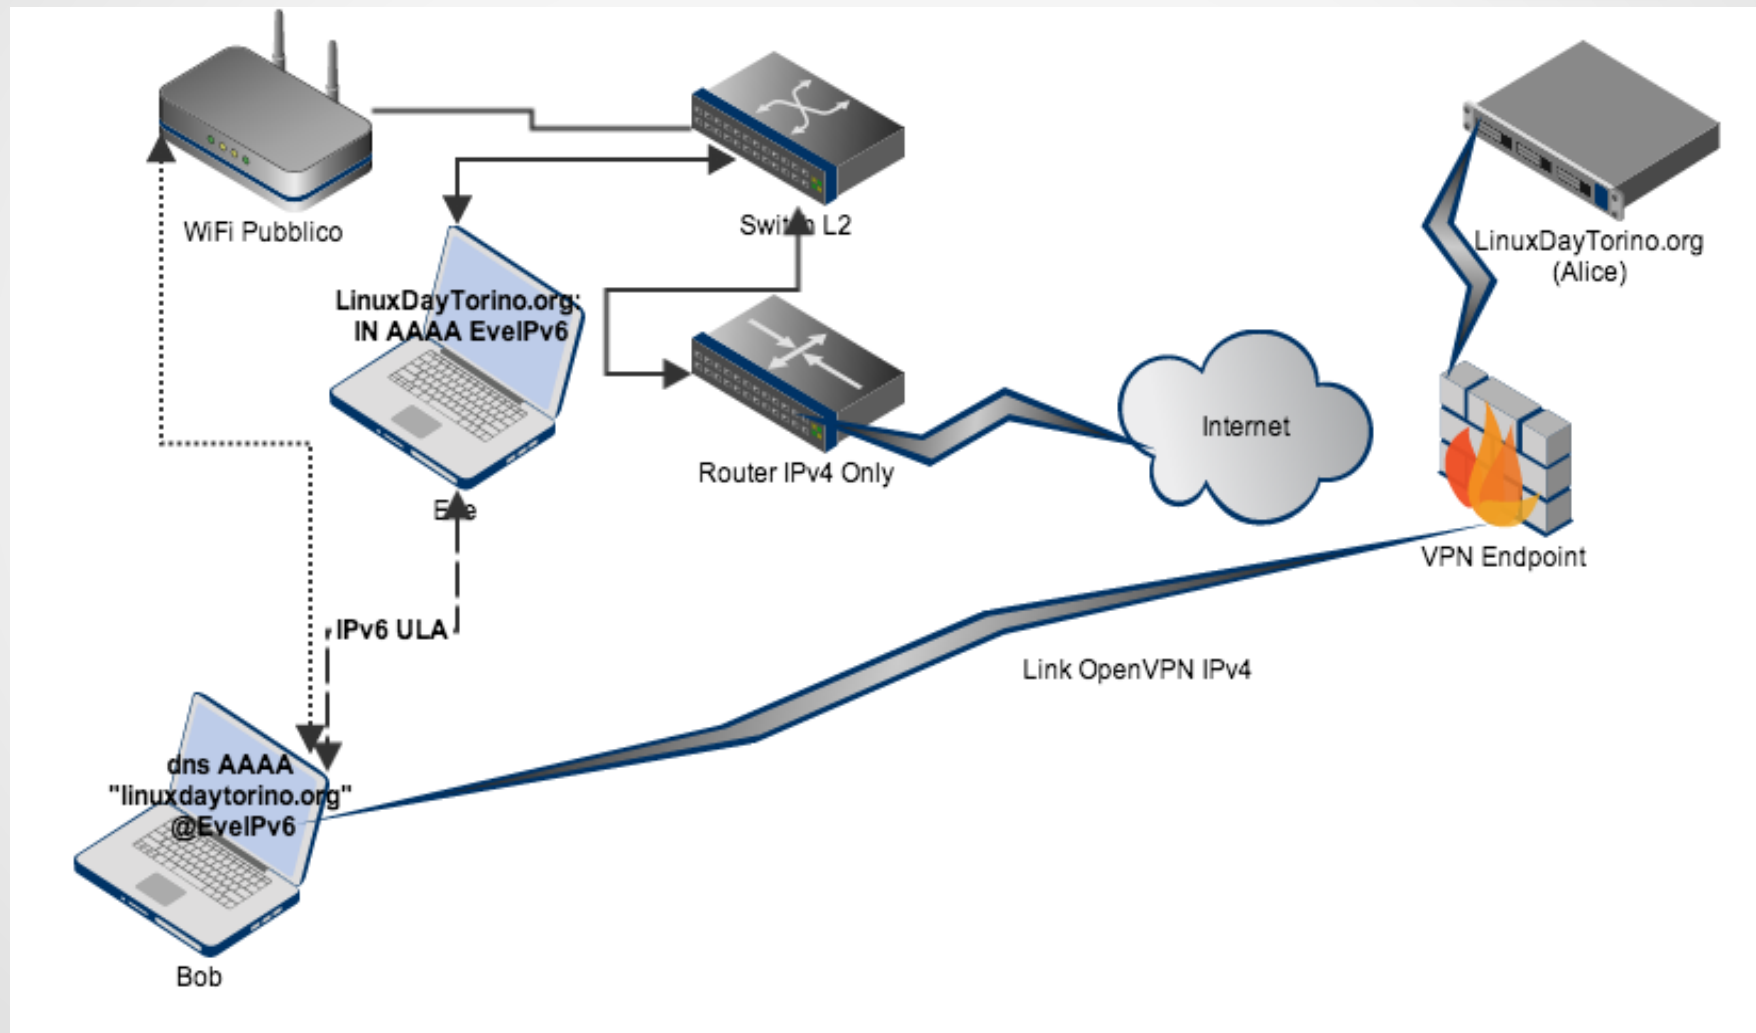 WiFi Pubblico
Switch L2
LinuxDayTorino.org
(Alice)
LinuxDayTorino.org:
IN AAAA EveIPv6
Internet
Router IPv4 Only
Eve
VPN Endpoint
IPv6 ULA
Link OpenVPN IPv4
dns AAAA
"linuxdaytorino.org"
@EveIPv6
Bob